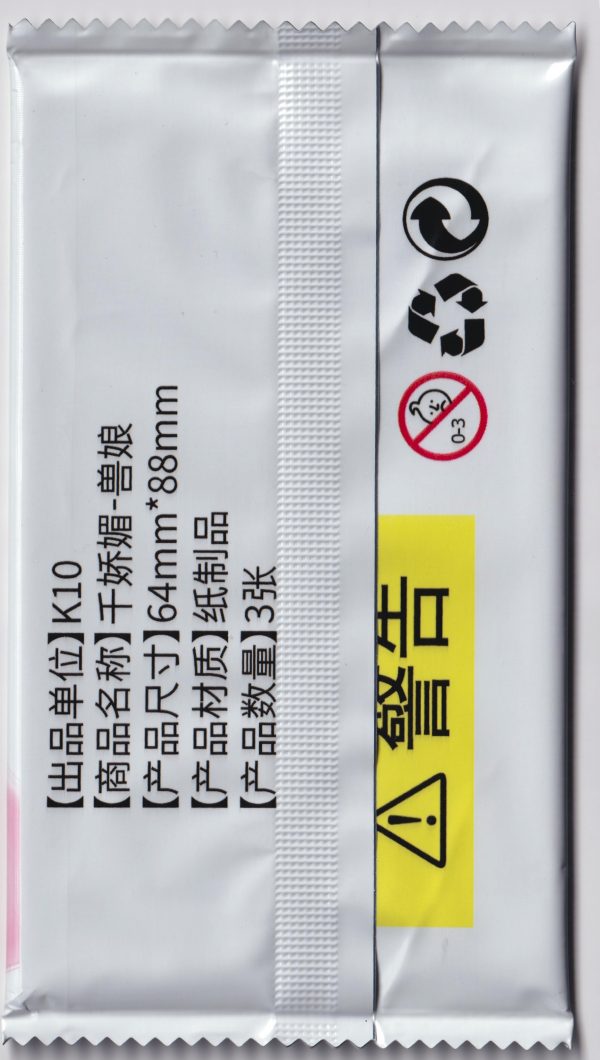 【出品单位】K10
【商品名称】千娇媚-兽娘
【产品尺寸】64mm*88mm
【产品材质】纸制品
【产品数量】3张
警告
0-3